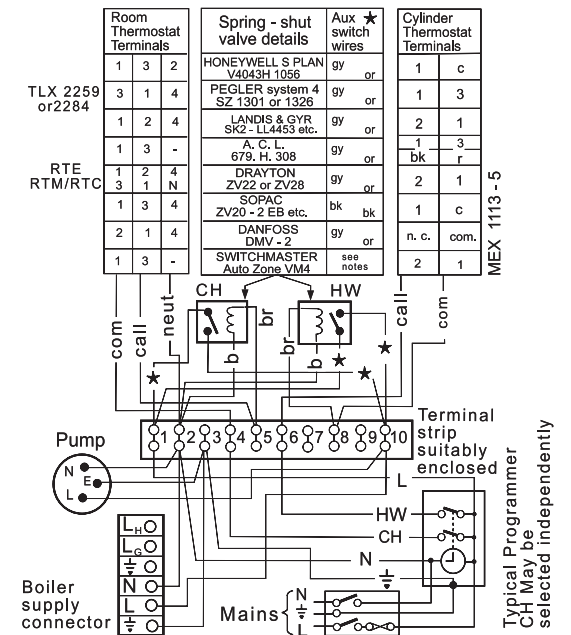 Room
Thermostat
Terminals
Spring - shut
valve details
Aux ★
switch
wires
Cylinder
Thermostat
Terminals
1 3 2 HONEYWELL S PLAN V4043H 1056 gy or 1 c
TLX 2259 or2284 3 1 4 PEGLER system 4 SZ 1301 or 1326 gy or 1 3
1 2 4 LANDIS & GYR SK2 - LL4453 etc. gy or 2 1
1 3 - A. C. L. 679. H. 308 gy or 1 3 bk r
RTE RTM/RTC 1 2 4 3 1 N DRAYTON ZV22 or ZV28 gy or 2 1
1 3 4 SOPAC ZV20 - 2 EB etc. bk bk 1 c
2 1 4 DANFOSS DMV - 2 gy or n. c. com.
1 3 - SWITCHMASTER Auto Zone VM4 see notes 2 1
MEX 1113 - 5
CH HW
com call neut b br br b call com
1 2 3 4 5 6 7 8 9 10
Terminal
strip
suitably
enclosed
Pump
N
E
L
L
HW
CH
N
Typical Programmer
CH May be
selected independently
Boiler
supply
connector
LH
LG
N
L
Mains
N
L